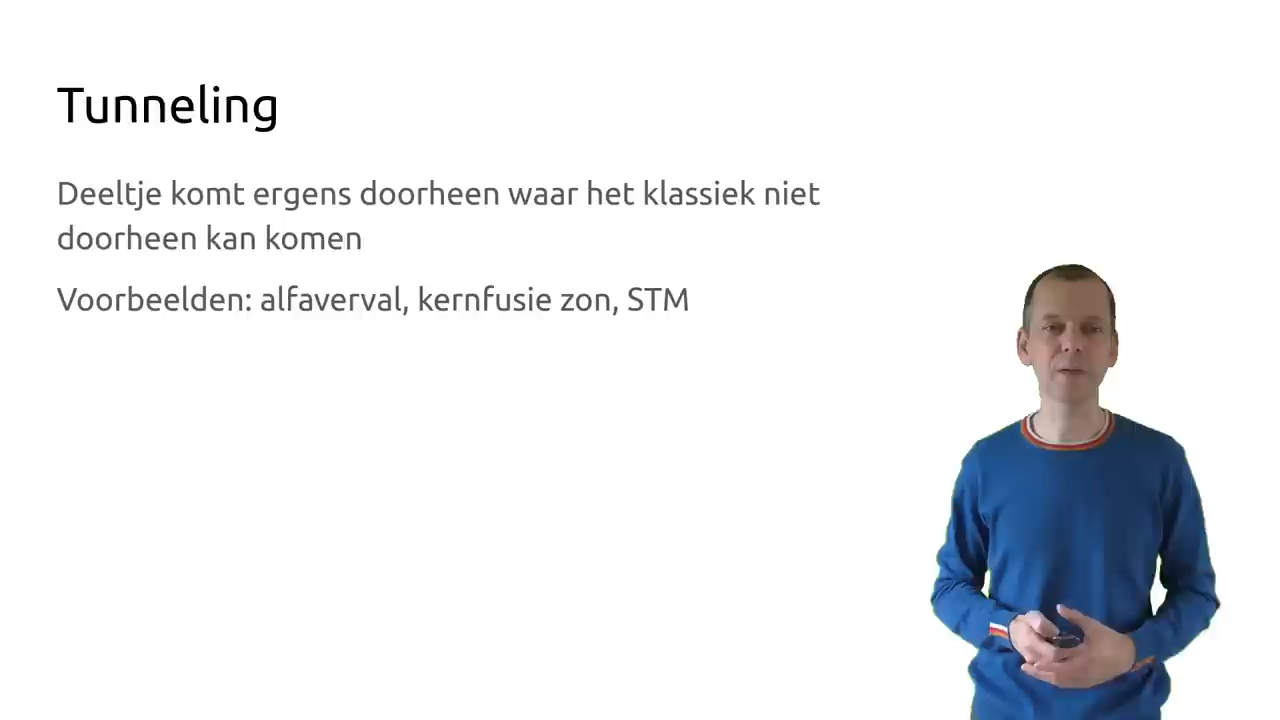 Tunneling
Deeltje komt ergens doorheen waar het klassiek niet
doorheen kan komen
Voorbeelden: alfaverval, kernfusie zon, STM